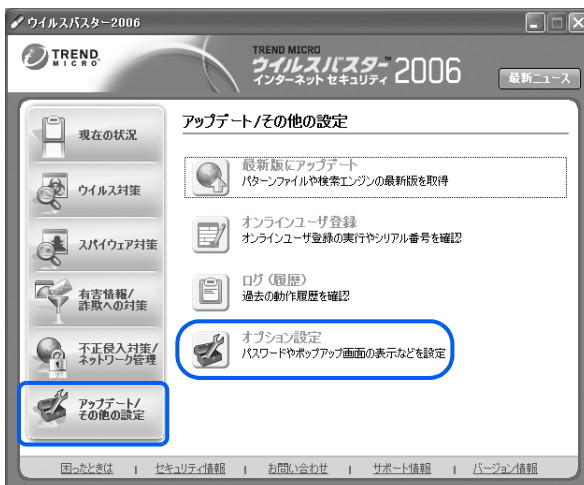 ウイルスバスター2006
TREND
MICRO
TREND MICRO
ウイルスバスター™ 2006
インターネット セキュリティ
最新ニュース
現在の状況
ウイルス対策
スパイウェア対策
有害情報/
詐欺への対策
不正侵入対策/
ネットワーク管理
アップデート/
その他の設定
アップデート/その他の設定
最新版にアップデート
パターンファイルや検索エンジンの最新版を取得
オンラインユーザ登録
オンラインユーザ登録の実行やシリアル番号を確認
ログ (履歴)
過去の動作履歴を確認
オプション設定
パスワードやポップアップ画面の表示などを設定
困ったときは | セキュリティ情報 | お問い合わせ | サポート情報 | バージョン情報